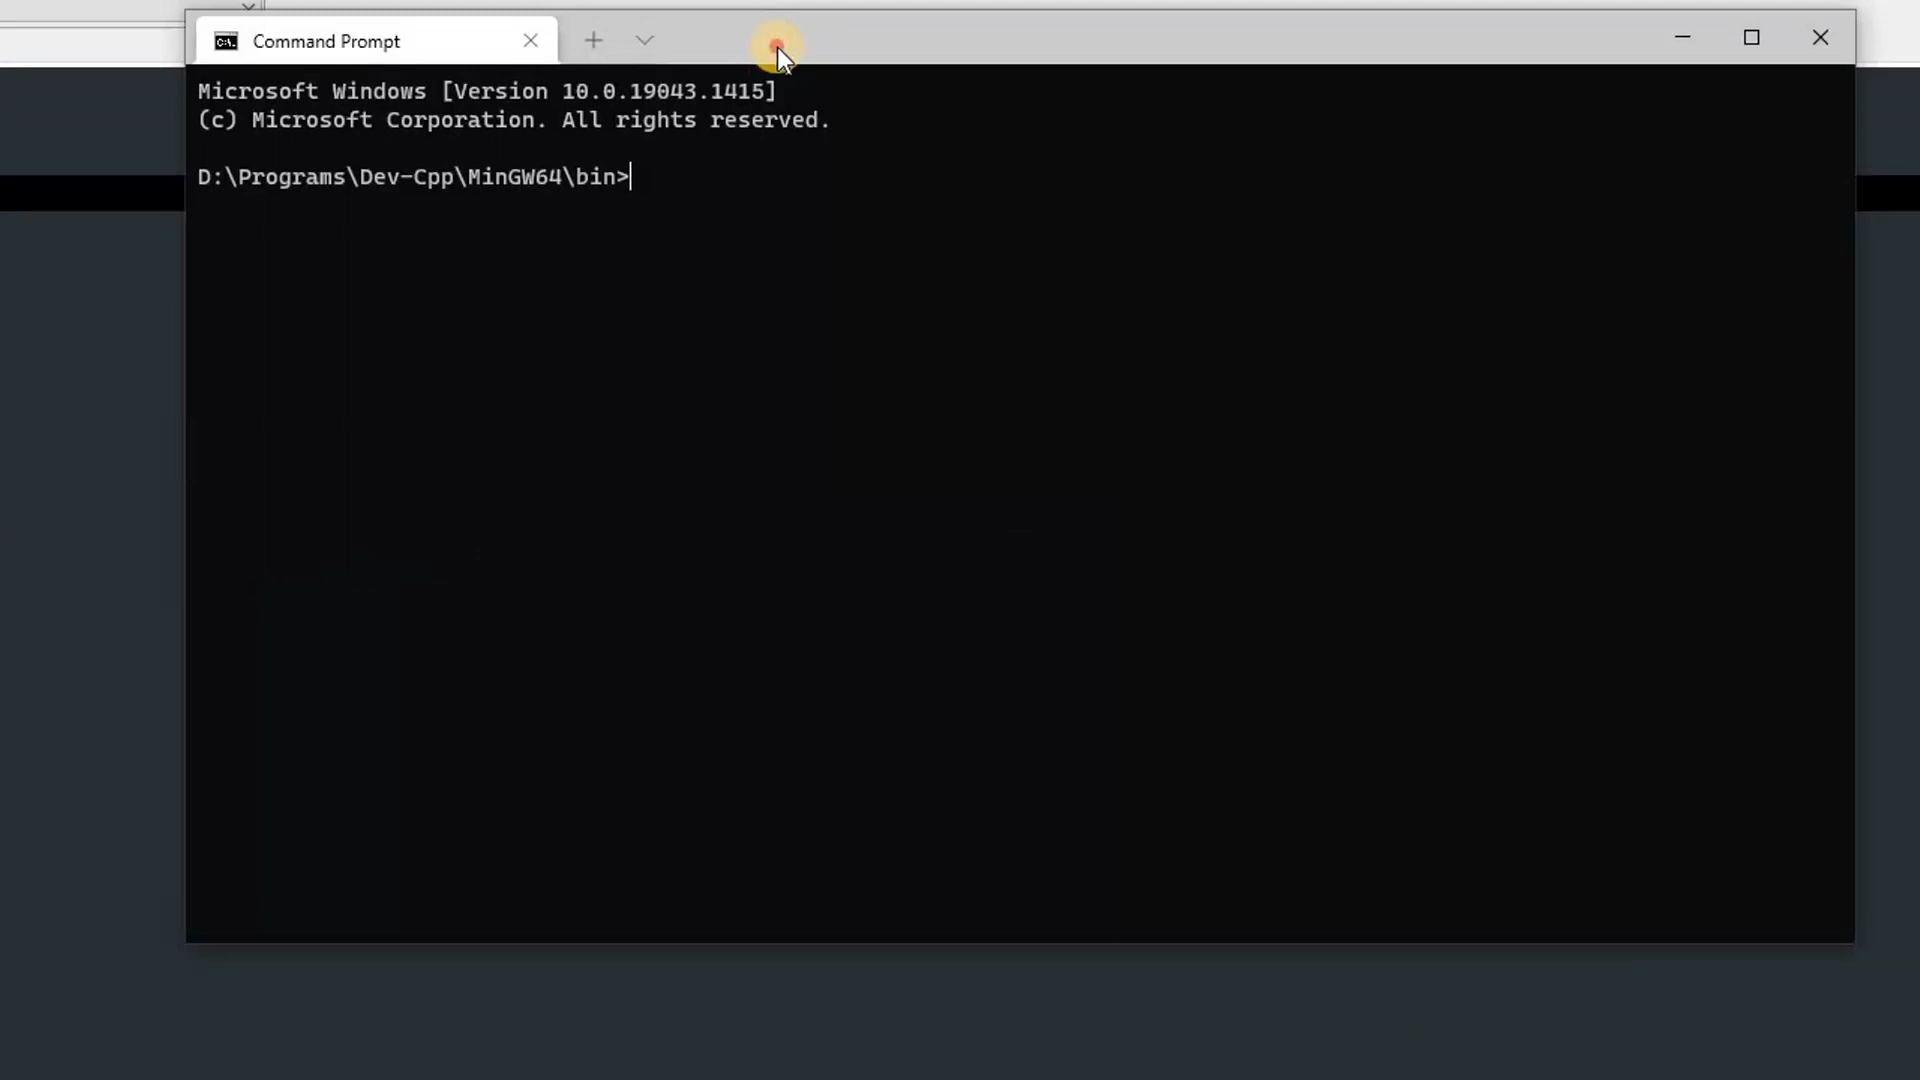 Command Prompt
Microsoft Windows [Version 10.0.19043.1415]
(c) Microsoft Corporation. All rights reserved.
D:\Programs\Dev-Cpp\MinGW64\bin>